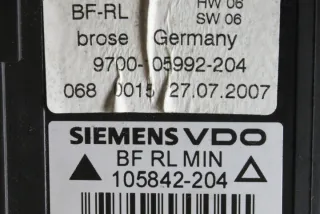 BF-RL HW 06
SW 06
brose Germany
9700-05992-204
068 0015 27.07.2007
SIEMENS VDO
BF RL MIN
105842-204